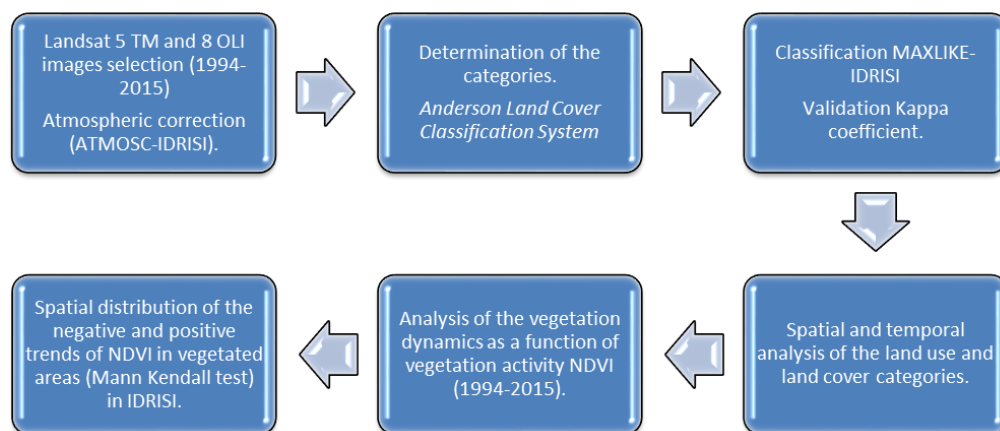 Landsat 5 TM and 8 OLI
images selection (1994-
2015)
Atmospheric correction
(ATMOSC-IDRISI).
Determination of the
categories.
Anderson Land Cover
Classification System
Classification MAXLIKE-
IDRISI
Validation Kappa
coefficient.
Spatial and temporal
analysis of the land use and
land cover categories.
Analysis of the vegetation
dynamics as a function of
vegetation activity NDVI
(1994-2015).
Spatial distribution of the
negative and positive
trends of NDVI in vegetated
areas (Mann Kendall test)
in IDRISI.